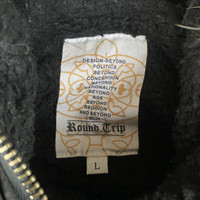 DESIGN BEYOND
POLITICS
BEYOND
CONCEPTION
BEYOND
NATIONALITY
BEYOND
AGE
BEYOND
RELIGION
AND BEYOND
Round Trip
L